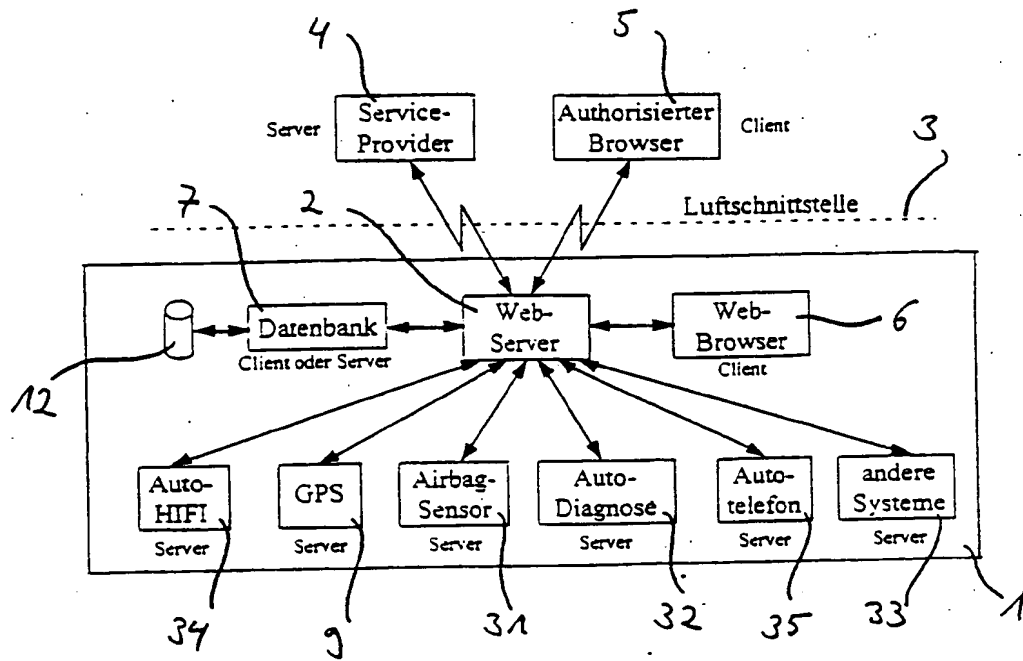 4
5
Service-
Provider
Server
Authorisierter
Browser
Client
3
7
2
Luftschnittstelle
Datenbank
Client oder Server
Web-
Server
Web-
Browser
Client
6
12
Auto-
HIFI
Server
GPS
Server
Airbag-
Sensor
Server
Auto-
Diagnose
Server
Auto-
telefon
Server
andere
Systeme
Server
34
9
31
32
35
33
1